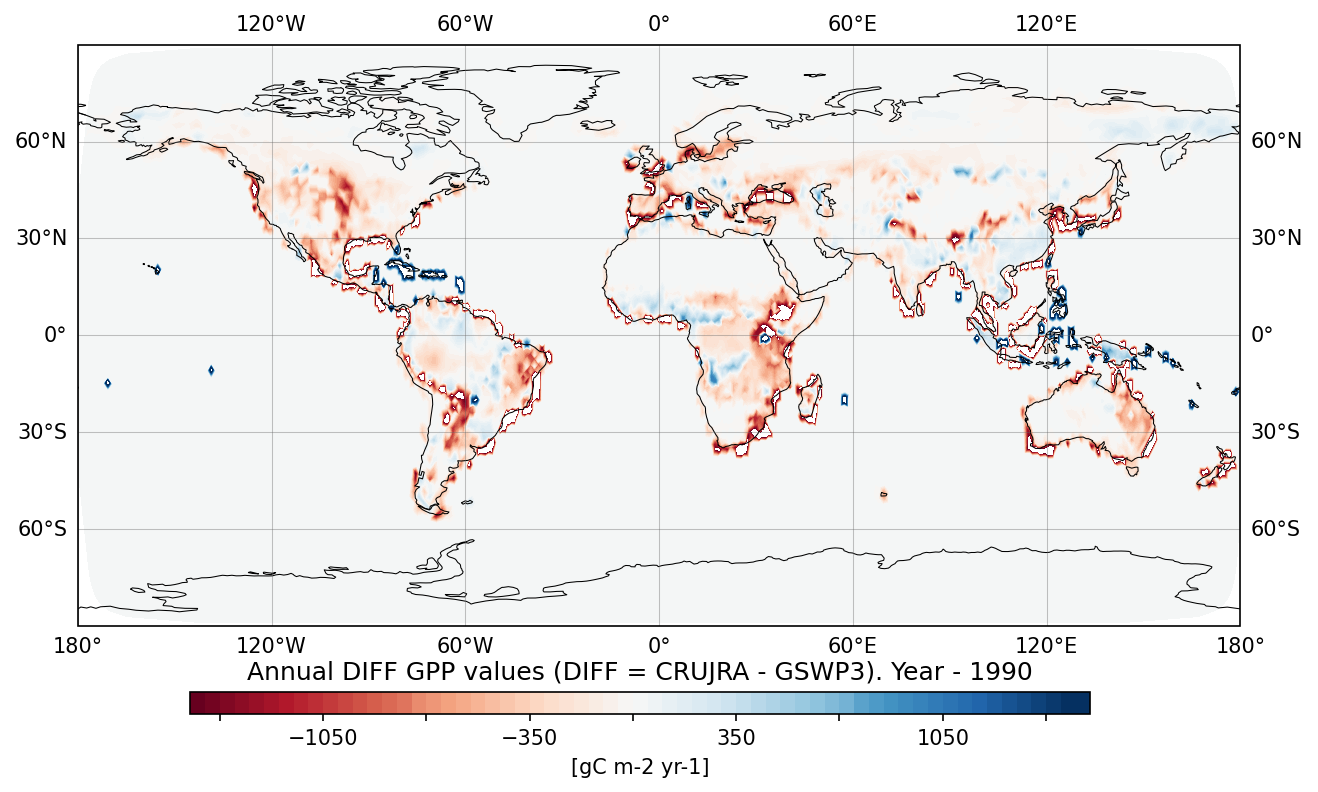 120°W 60°W 0° 60°E 120°E
60°N 60°N
30°N 30°N
0° 0°
30°S 30°S
60°S 60°S
180° 120°W 60°W 0° 60°E 120°E 180°
Annual DIFF GPP values (DIFF = CRUJRA - GSWP3). Year - 1990
−1050 −350 350 1050
[gC m-2 yr-1]